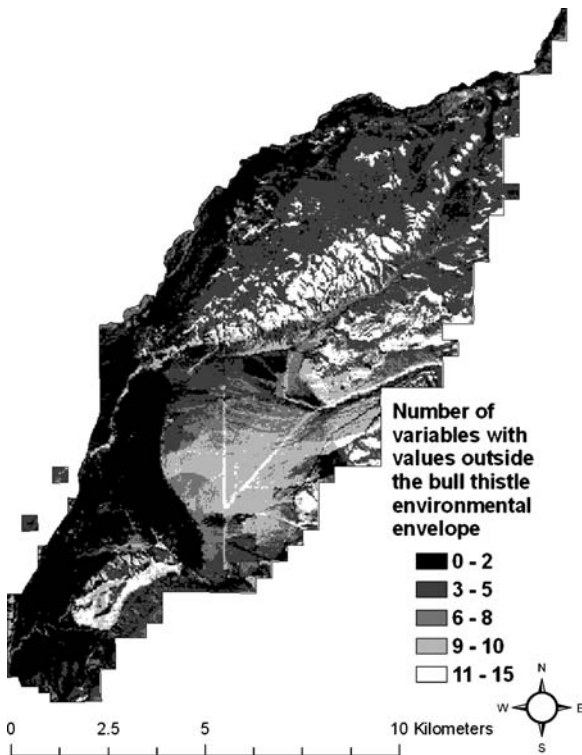 Number of
variables with
values outside
the bull thistle
environmental
envelope
0 - 2
3 - 5
6 - 8
9 - 10
11 - 15
N
W E
S
0 2.5 5 10 Kilometers